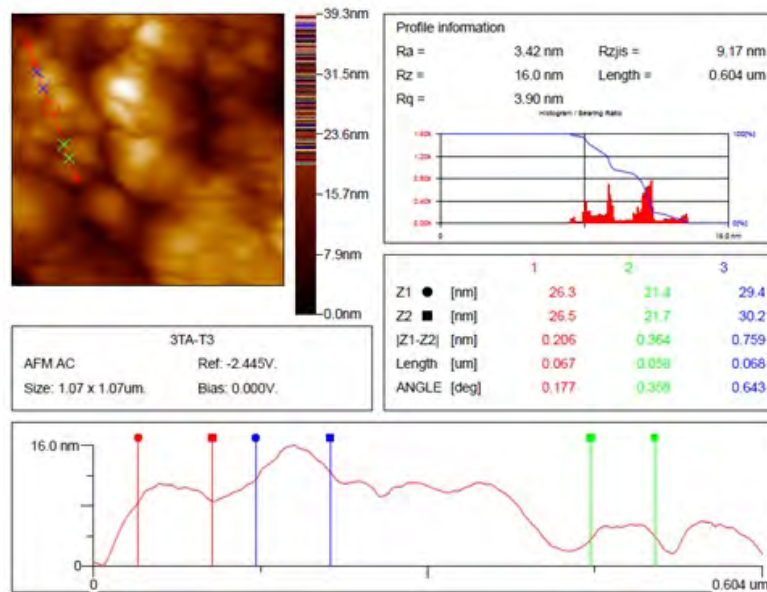 39.3nm
31.5nm
23.6nm
15.7nm
7.9nm
0.0nm
Profile information
Ra = 3.42 nm Rzjis = 9.17 nm
Rz = 16.0 nm Length = 0.604 um
Rq = 3.90 nm
Histogram / Bearing Ratio
100[%]
0[%]
0 16.0 nm
3TA-T3
AFM AC Ref: -2.445V.
Size: 1.07 x 1.07um. Bias: 0.000V.
1 2 3
Z1 [nm] 26.3 21.4 29.4
Z2 [nm] 26.5 21.7 30.2
|Z1-Z2| [nm] 0.206 0.364 0.759
Length [um] 0.067 0.058 0.068
ANGLE [deg] 0.177 0.358 0.643
16.0 nm
0
0 0.604 um